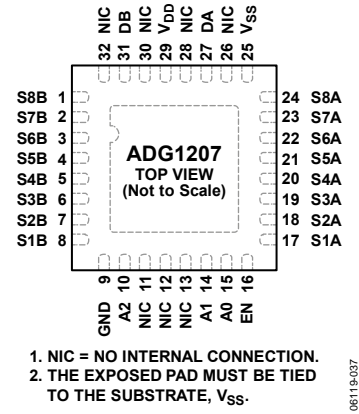 32 NIC
31 DB
30 NIC
29 VDD
28 NIC
27 DA
26 NIC
25 VSS
S8B 1
S7B 2
S6B 3
S5B 4
S4B 5
S3B 6
S2B 7
S1B 8
ADG1207
TOP VIEW
(Not to Scale)
24 S8A
23 S7A
22 S6A
21 S5A
20 S4A
19 S3A
18 S2A
17 S1A
GND 9
A2 10
NIC 11
NIC 12
NIC 13
A1 14
A0 15
EN 16
1. NIC = NO INTERNAL CONNECTION.
2. THE EXPOSED PAD MUST BE TIED
TO THE SUBSTRATE, VSS.
06119-037